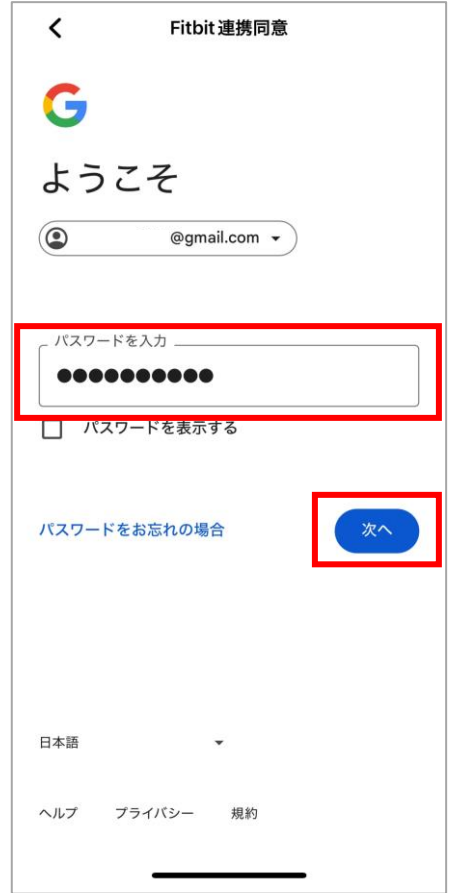 Fitbit連携同意
ようこそ
@gmail.com
パスワードを入力
●●●●●●●●●●
パスワードを表示する
パスワードをお忘れの場合 次へ
日本語
ヘルプ プライバシー 規約